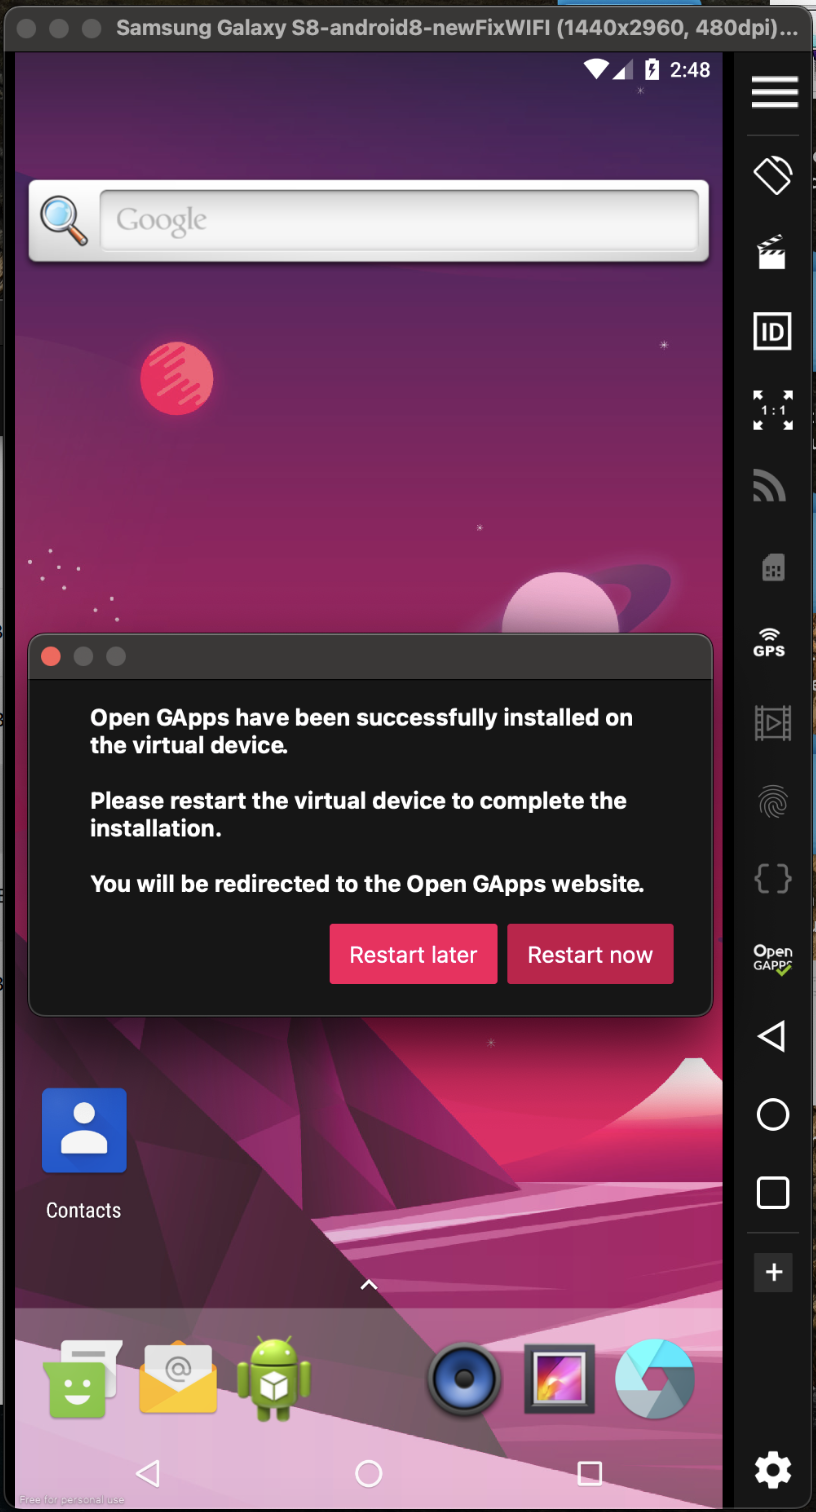 Samsung Galaxy S8-android8-newFixWIFI (1440x2960, 480dpi)...
2:48
Google
ID
1:1
GPS
Open GApps have been successfully installed on
the virtual device.
Please restart the virtual device to complete the
installation.
You will be redirected to the Open GApps website.
Restart later
Restart now
Open
GAPPS
Contacts
@
Free for personal use